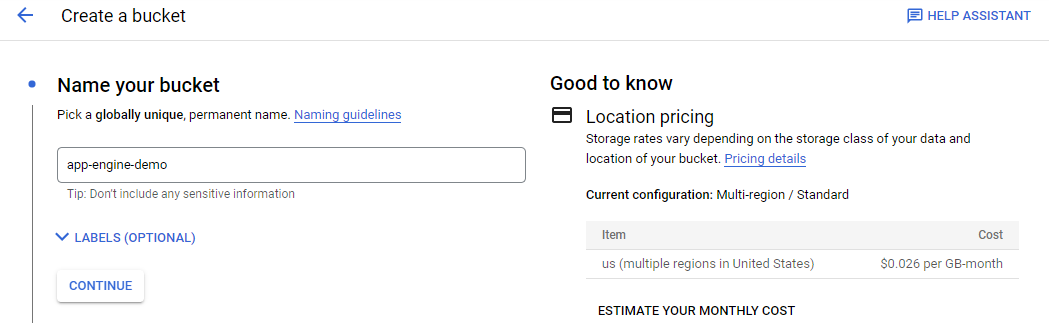 Create a bucket
HELP ASSISTANT
Name your bucket
Pick a globally unique, permanent name. Naming guidelines
app-engine-demo
Tip: Don't include any sensitive information
LABELS (OPTIONAL)
CONTINUE
Good to know
Location pricing
Storage rates vary depending on the storage class of your data and
location of your bucket. Pricing details
Current configuration: Multi-region / Standard
Item Cost
us (multiple regions in United States) $0.026 per GB-month
ESTIMATE YOUR MONTHLY COST